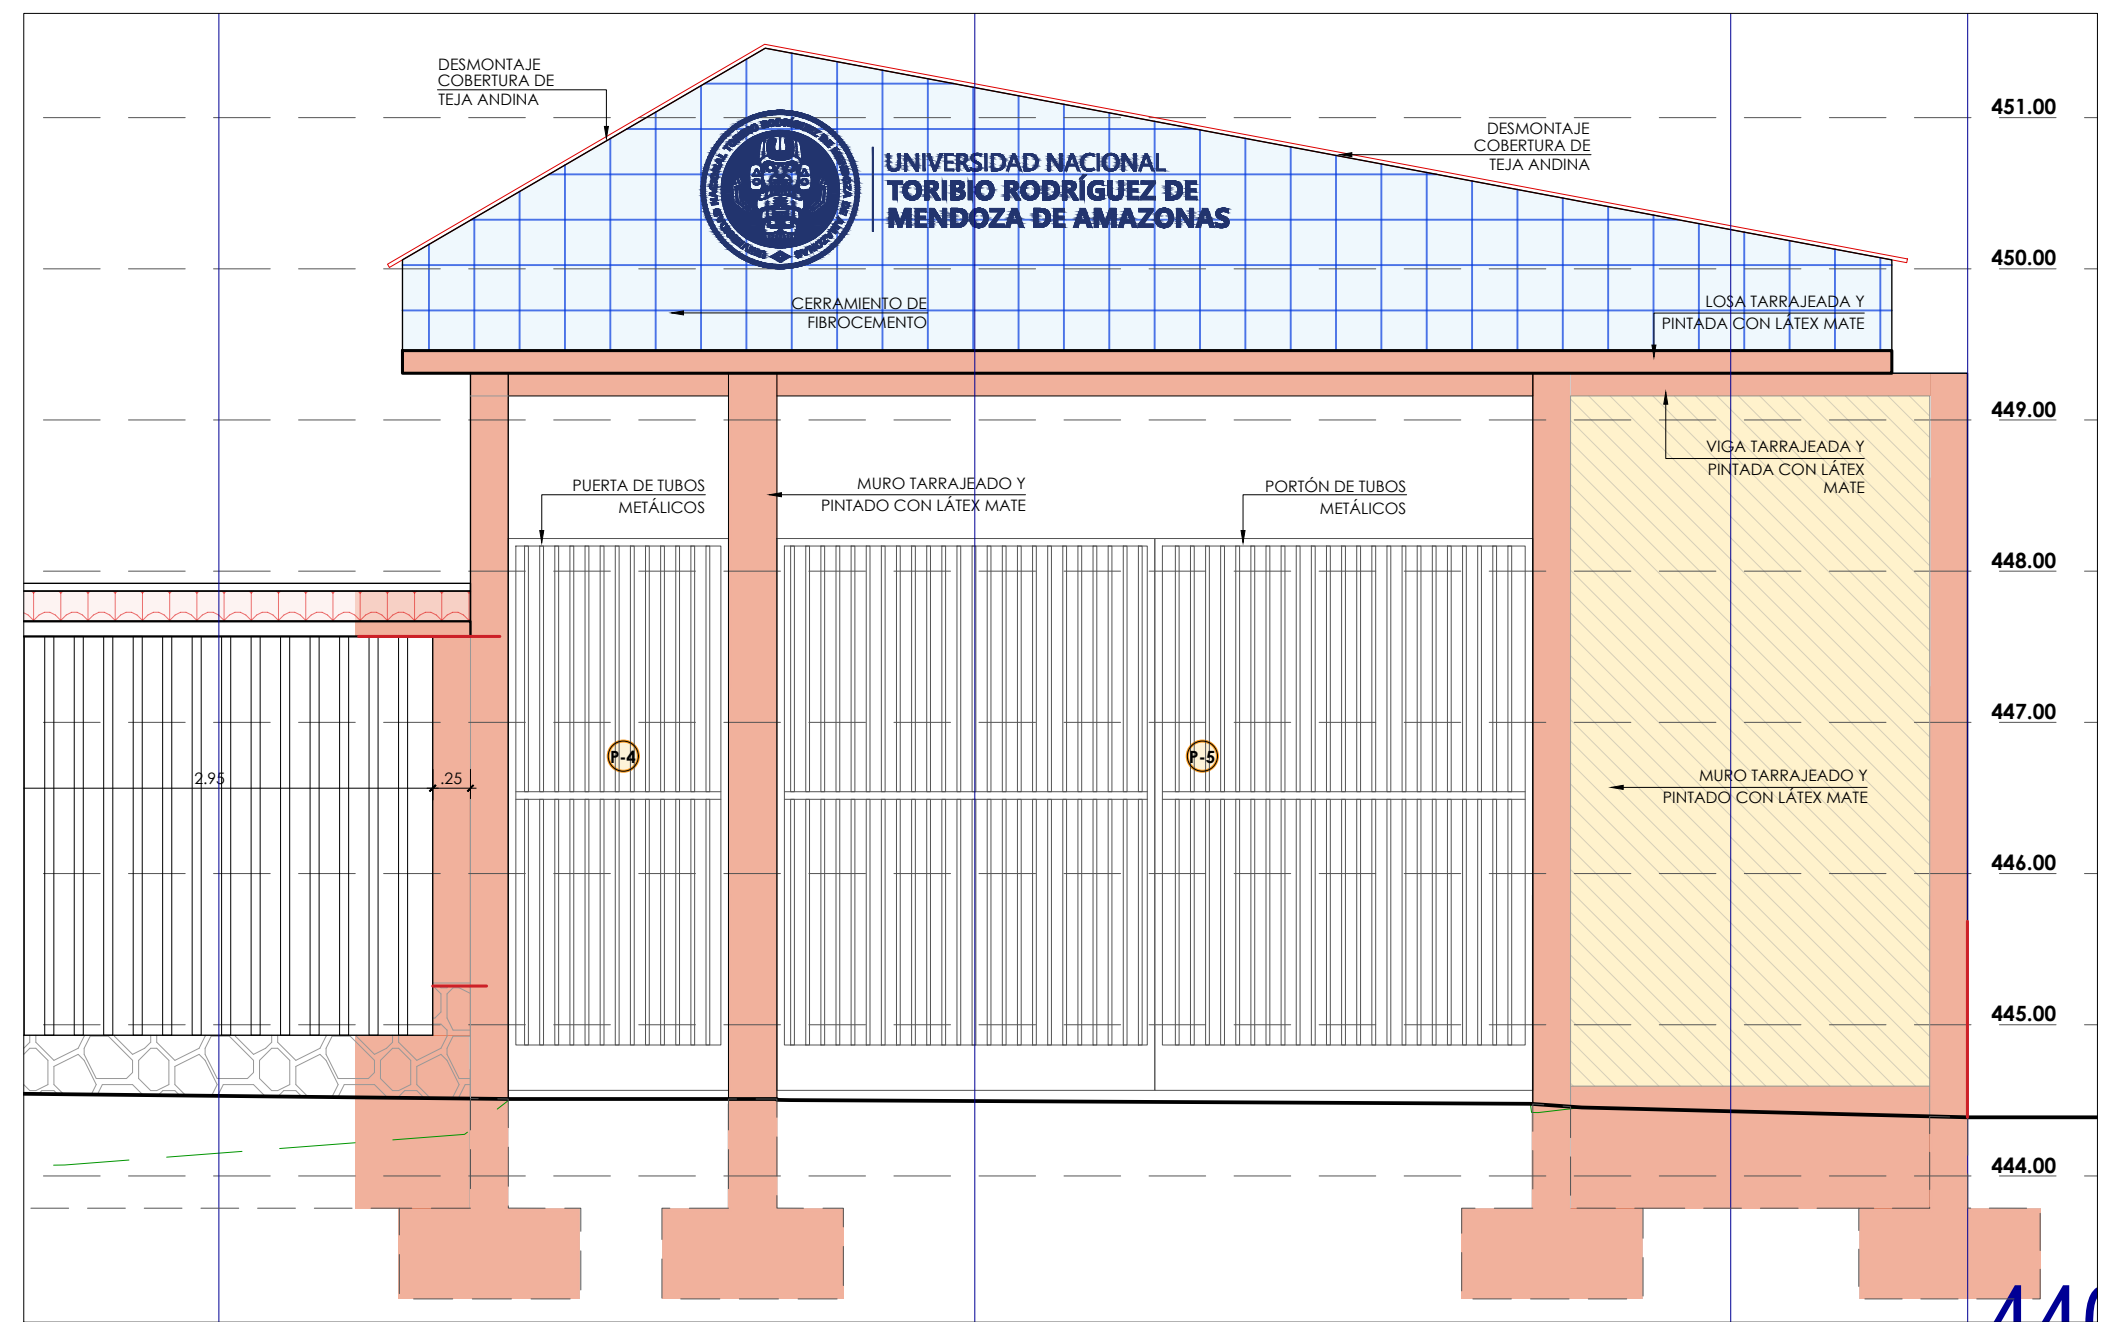 DESMONTAJE
COBERTURA DE
TEJA ANDINA
451.00
DESMONTAJE
COBERTURA DE
TEJA ANDINA
UNIVERSIDAD NACIONAL
TORIBIO RODRÍGUEZ DE
MENDOZA DE AMAZONAS
450.00
CERRAMIENTO DE
FIBROCEMENTO
LOSA TARRAJEADA Y
PINTADA CON LÁTEX MATE
449.00
VIGA TARRAJEADA Y
PINTADA CON LÁTEX
MATE
PUERTA DE TUBOS
METÁLICOS
MURO TARRAJEADO Y
PINTADO CON LÁTEX MATE
PORTÓN DE TUBOS
METÁLICOS
448.00
447.00
P-4
P-5
2.95
.25
MURO TARRAJEADO Y
PINTADO CON LÁTEX MATE
446.00
445.00
444.00